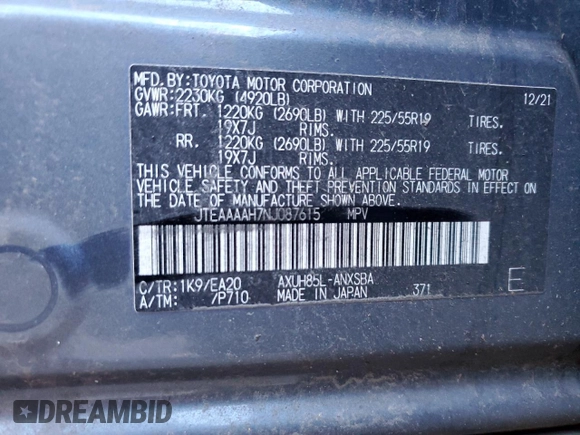 MFD. BY: TOYOTA MOTOR CORPORATION
GVWR: 2230KG (4920LB) 12/21
GAWR: FRT. 1220KG (2690LB) WITH 225/55R19 TIRES.
19X7J RIMS.
RR. 1220KG (2690LB) WITH 225/55R19 TIRES.
19X7J RIMS.
THIS VEHICLE CONFORMS TO ALL APPLICABLE FEDERAL MOTOR
VEHICLE SAFETY AND THEFT PREVENTION STANDARDS IN EFFECT ON
THE DATE OF MANUFACTURE SHOWN ABOVE.
JTEAAAAH7NJ087615 MPV
C/TR: 1K9/EA20 AXUH85L-ANXSBA
A/TM: /P710 MADE IN JAPAN 371
E
DREAMBID